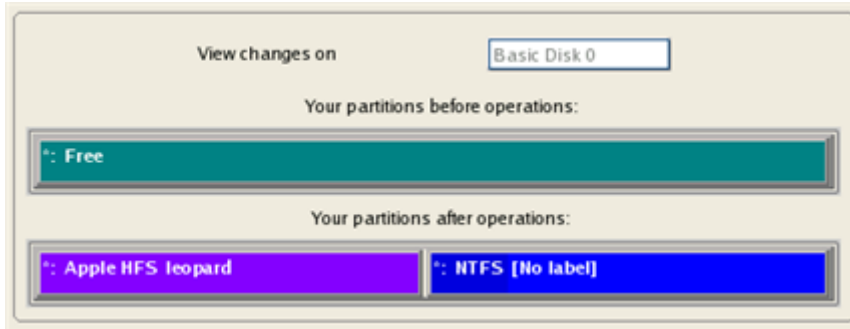 View changes on
Basic Disk 0
Your partitions before operations:
*: Free
Your partitions after operations:
*: Apple HFS leopard
*: NTFS [No label]